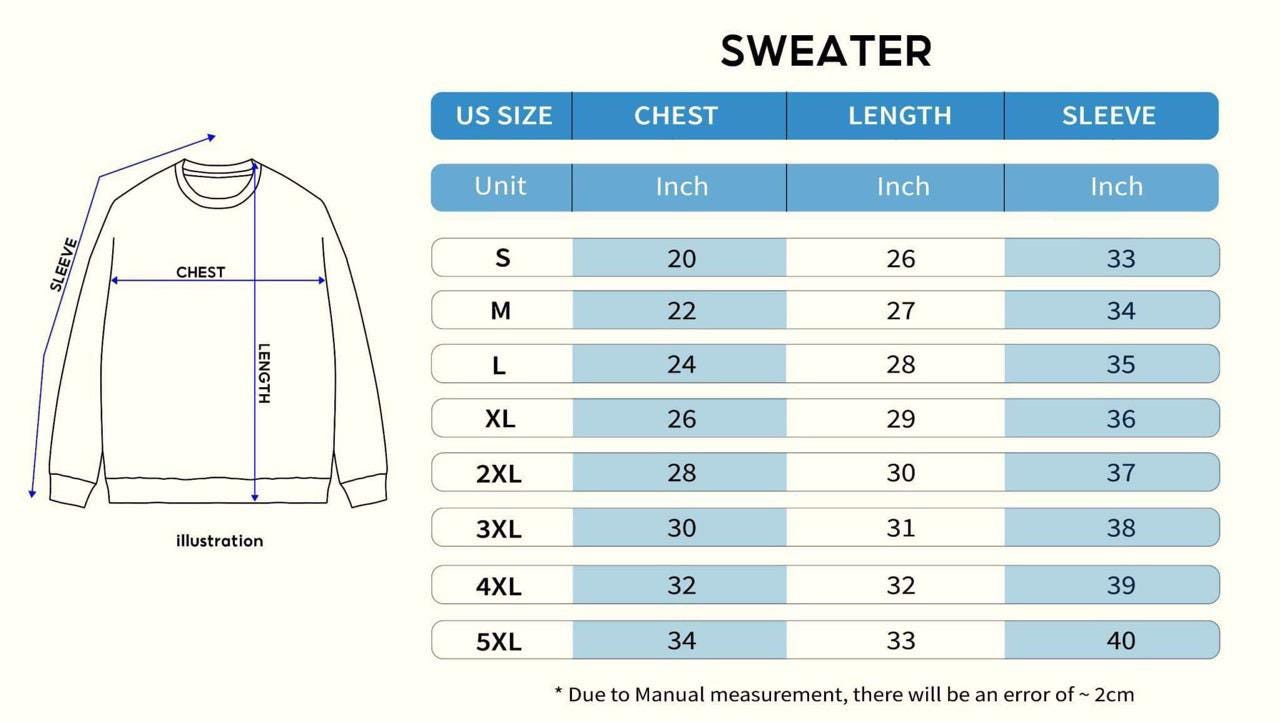 SWEATER
US SIZE CHEST LENGTH SLEEVE
Unit Inch Inch Inch
S 20 26 33
M 22 27 34
L 24 28 35
XL 26 29 36
2XL 28 30 37
3XL 30 31 38
4XL 32 32 39
5XL 34 33 40
* Due to Manual measurement, there will be an error of ~ 2cm
SLEEVE
CHEST
LENGTH
illustration